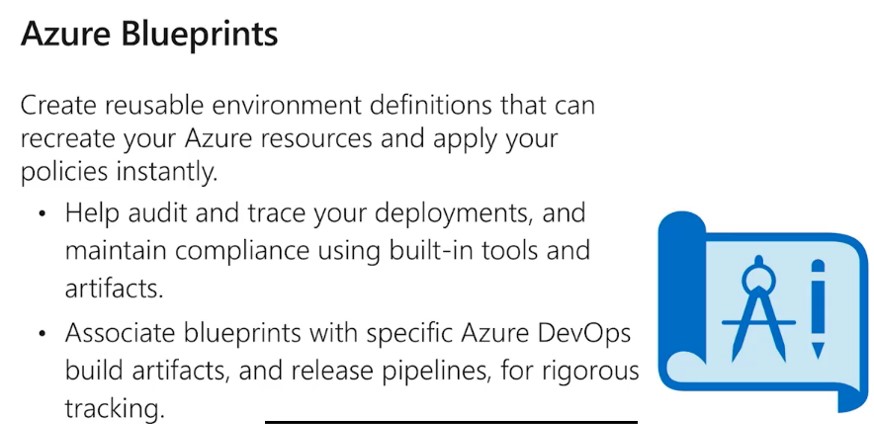 Azure Blueprints
Create reusable environment definitions that can
recreate your Azure resources and apply your
policies instantly.
• Help audit and trace your deployments, and
maintain compliance using built-in tools and
artifacts.
• Associate blueprints with specific Azure DevOps
build artifacts, and release pipelines, for rigorous
tracking.